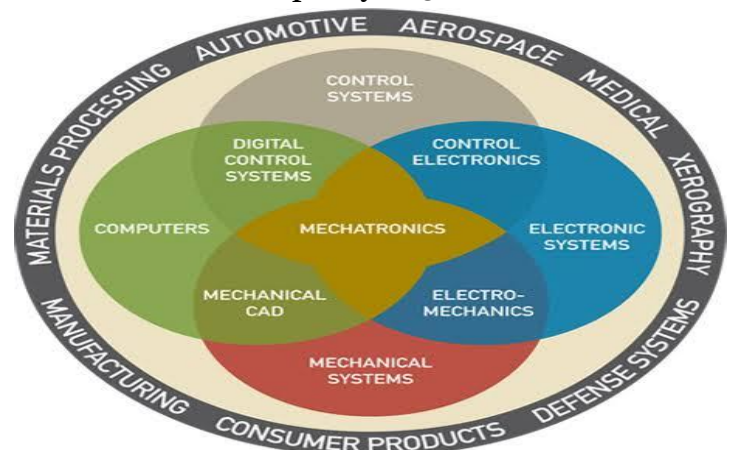 MATERIALS PROCESSING
AUTOMOTIVE
AEROSPACE
MEDICAL
XEROGRAPHY
CONTROL
SYSTEMS
DIGITAL
CONTROL
SYSTEMS
CONTROL
ELECTRONICS
COMPUTERS
MECHATRONICS
ELECTRONIC
SYSTEMS
MECHANICAL
CAD
ELECTRO-
MECHANICS
MECHANICAL
SYSTEMS
MANUFACTURING
CONSUMER PRODUCTS
DEFENSE SYSTEMS